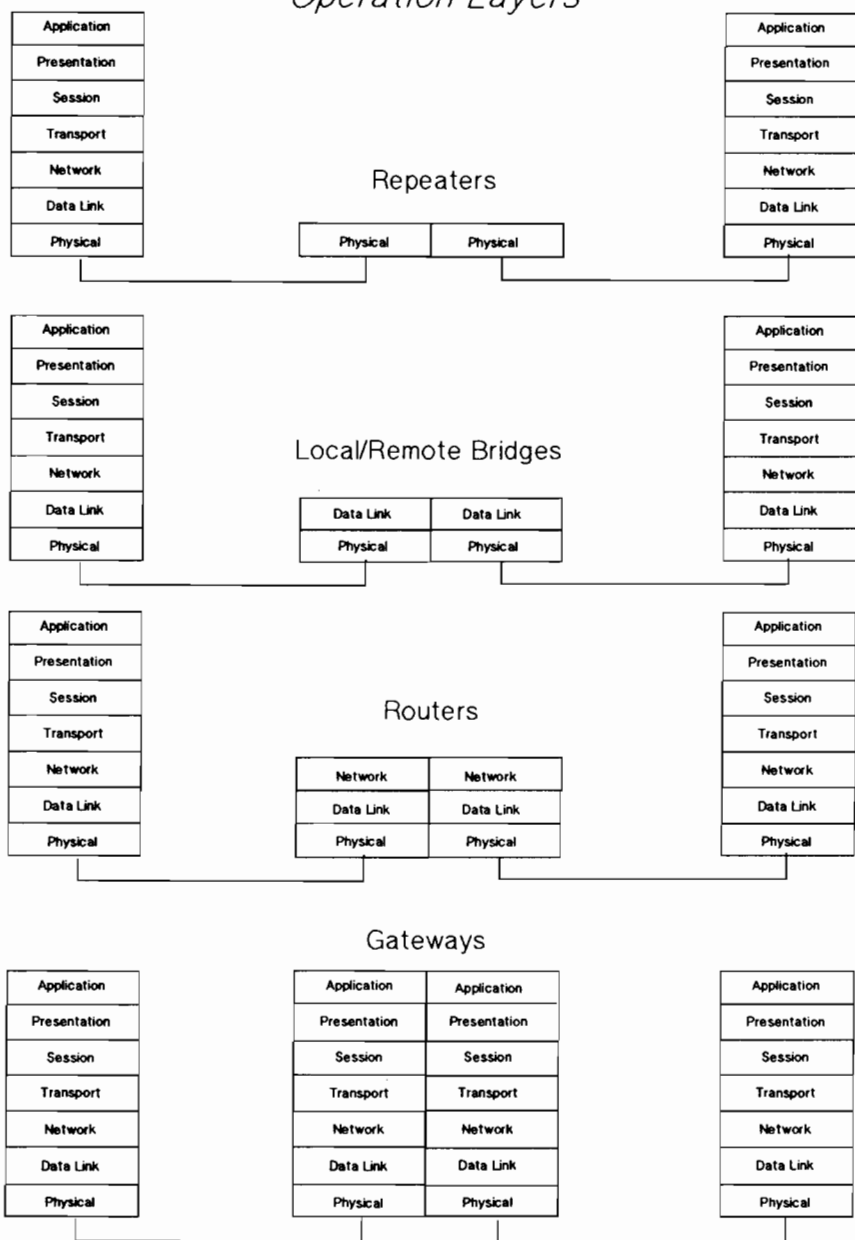 Operation Layers
Application
Presentation
Session
Transport
Network
Data Link
Physical
Repeaters
Physical Physical
Application
Presentation
Session
Transport
Network
Data Link
Physical
Application
Presentation
Session
Transport
Network
Data Link
Physical
Local/Remote Bridges
Data Link Data Link
Physical Physical
Application
Presentation
Session
Transport
Network
Data Link
Physical
Application
Presentation
Session
Transport
Network
Data Link
Physical
Routers
Network Network
Data Link Data Link
Physical Physical
Application
Presentation
Session
Transport
Network
Data Link
Physical
Gateways
Application
Presentation
Session
Transport
Network
Data Link
Physical
Application Application
Presentation Presentation
Session Session
Transport Transport
Network Network
Data Link Data Link
Physical Physical
Application
Presentation
Session
Transport
Network
Data Link
Physical